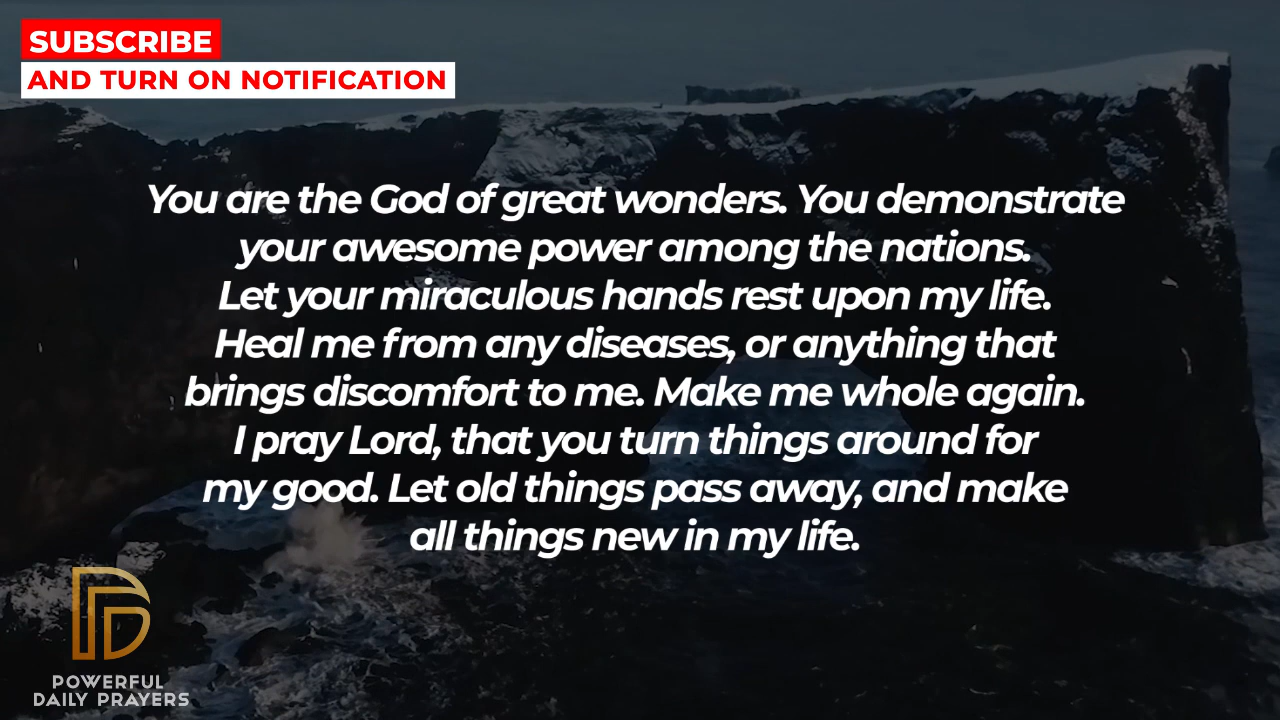 SUBSCRIBE
AND TURN ON NOTIFICATION
You are the God of great wonders. You demonstrate
your awesome power among the nations.
Let your miraculous hands rest upon my life.
Heal me from any diseases, or anything that
brings discomfort to me. Make me whole again.
I pray Lord, that you turn things around for
my good. Let old things pass away, and make
all things new in my life.
POWERFUL
DAILY PRAYERS